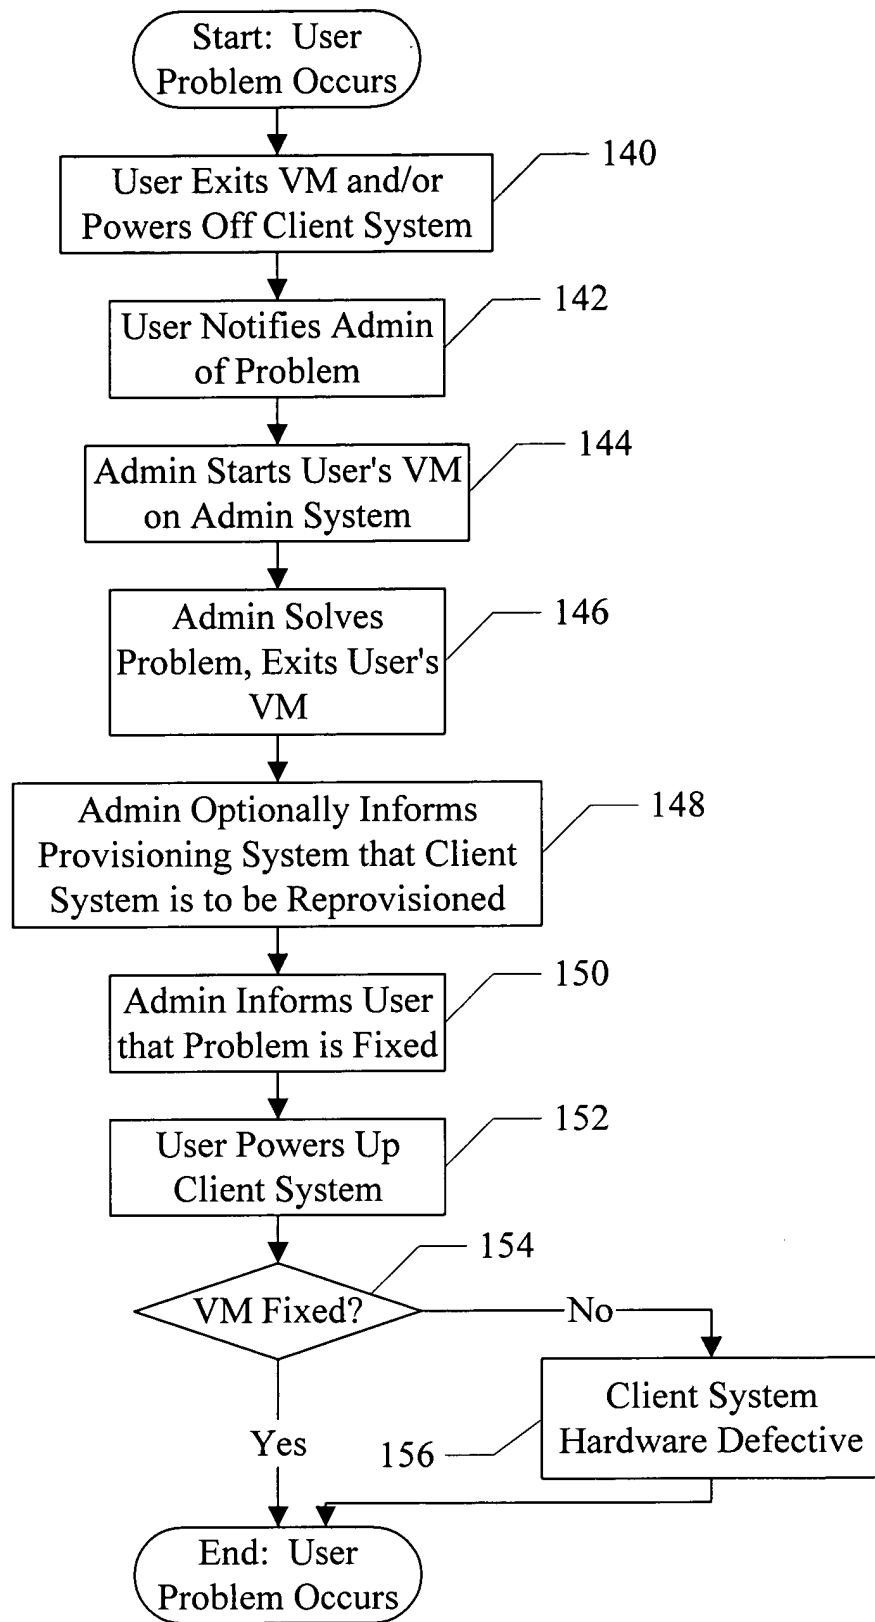 Start: User
Problem Occurs
140
User Exits VM and/or
Powers Off Client System
142
User Notifies Admin
of Problem
144
Admin Starts User's VM
on Admin System
146
Admin Solves
Problem, Exits User's
VM
148
Admin Optionally Informs
Provisioning System that Client
System is to be Reprovisioned
150
Admin Informs User
that Problem is Fixed
152
User Powers Up
Client System
154
VM Fixed?
No
Client System
Hardware Defective
Yes
156
End: User
Problem Occurs